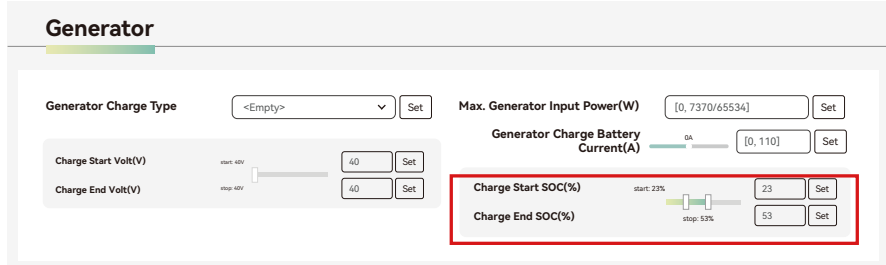 Generator
Generator Charge Type <Empty> Set
Max. Generator Input Power(W) [0, 7370/65534] Set
Generator Charge Battery Current(A) 0A [0, 110] Set
Charge Start Volt(V) start: 40V 40 Set
Charge End Volt(V) stop: 40V 40 Set
Charge Start SOC(%) start: 23% 23 Set
Charge End SOC(%) stop: 53% 53 Set